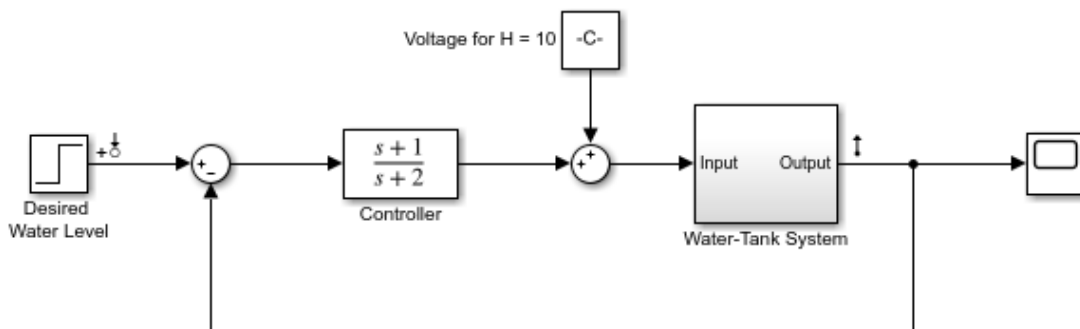 Voltage for H = 10
-C-
+
+
+
+
-
s + 1
s + 2
Input
Output
Desired
Water Level
Controller
Water-Tank System